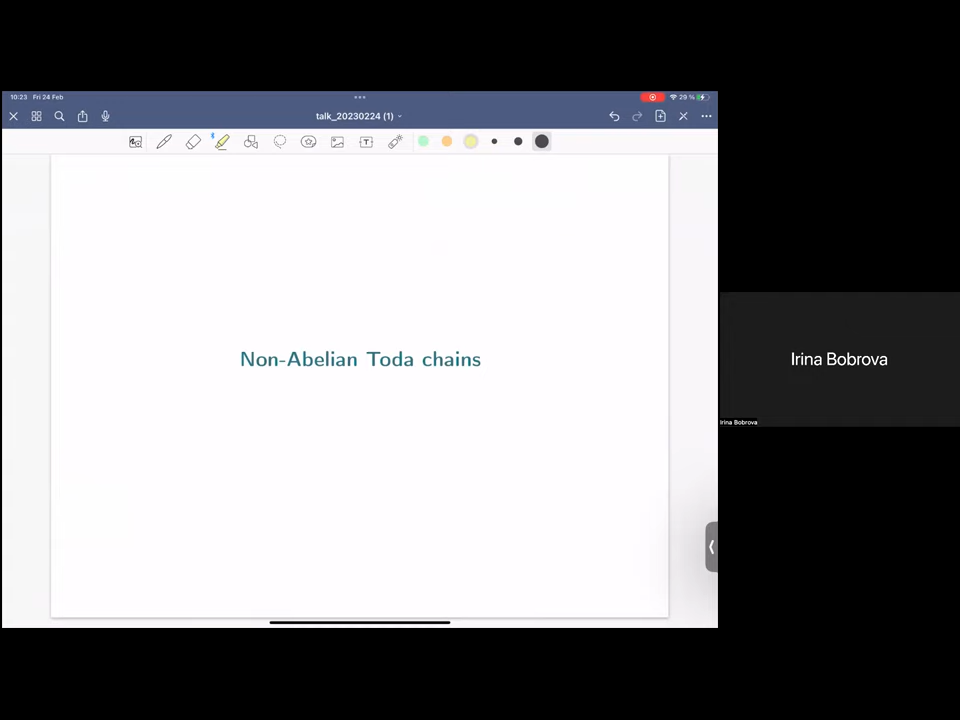 10:23 Fri 24 Feb
29 %
talk_20230224 (1)
T
Non-Abelian Toda chains
Irina Bobrova
Irina Bobrova